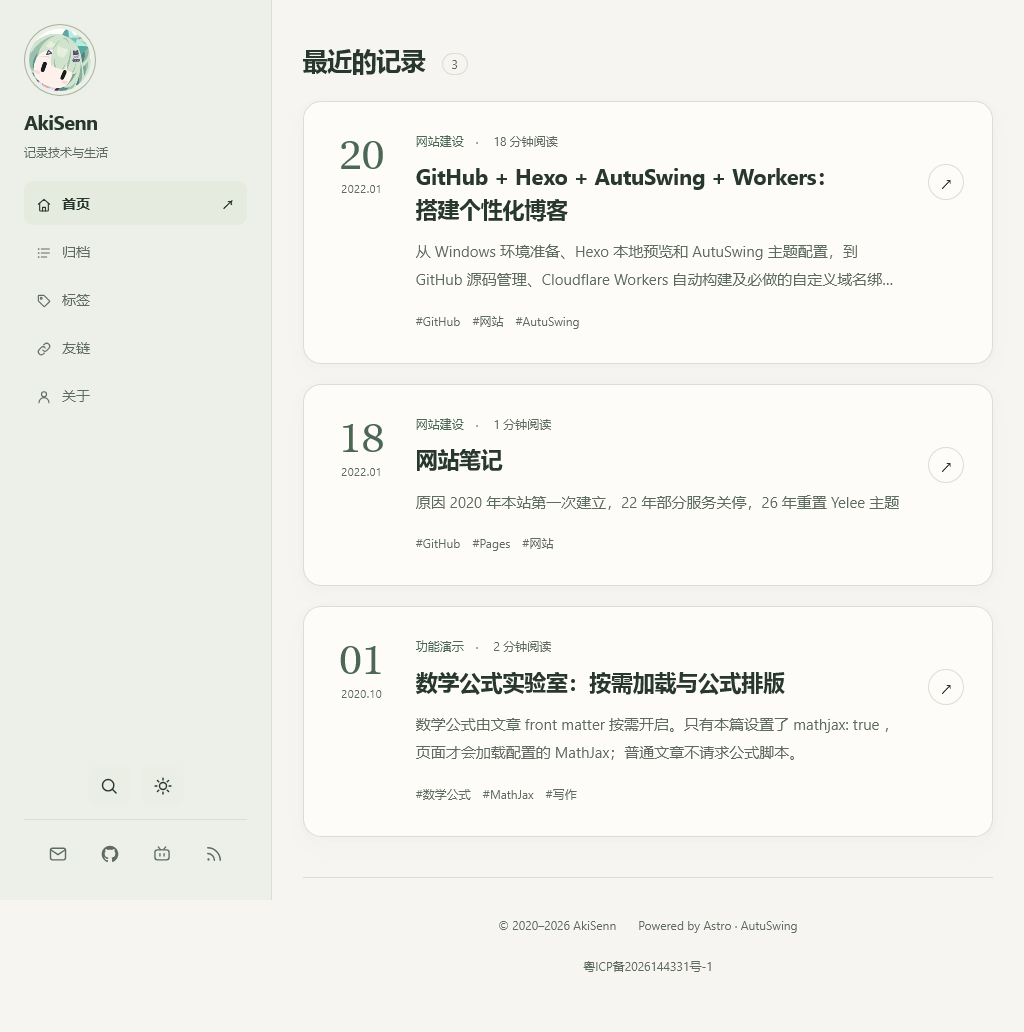 AkiSenn
记录技术与生活
首页
归档
标签
友链
关于
最近的记录 3
20
2022.01
网站建设 · 18 分钟阅读
GitHub + Hexo + AutuSwing + Workers：
搭建个性化博客
从 Windows 环境准备、Hexo 本地预览和 AutuSwing 主题配置，到
GitHub 源码管理、Cloudflare Workers 自动构建及必做的自定义域名绑...
#GitHub #网站 #AutuSwing
18
2022.01
网站建设 · 1 分钟阅读
网站笔记
原因 2020 年本站第一次建立，22 年部分服务关停，26 年重置 Yelee 主题
#GitHub #Pages #网站
01
2020.10
功能演示 · 2 分钟阅读
数学公式实验室：按需加载与公式排版
数学公式由文章 front matter 按需开启。只有本篇设置了 mathjax: true ，
页面才会加载配置的 MathJax；普通文章不请求公式脚本。
#数学公式 #MathJax #写作
© 2020–2026 AkiSenn Powered by Astro · AutuSwing
粤ICP备2026144331号-1